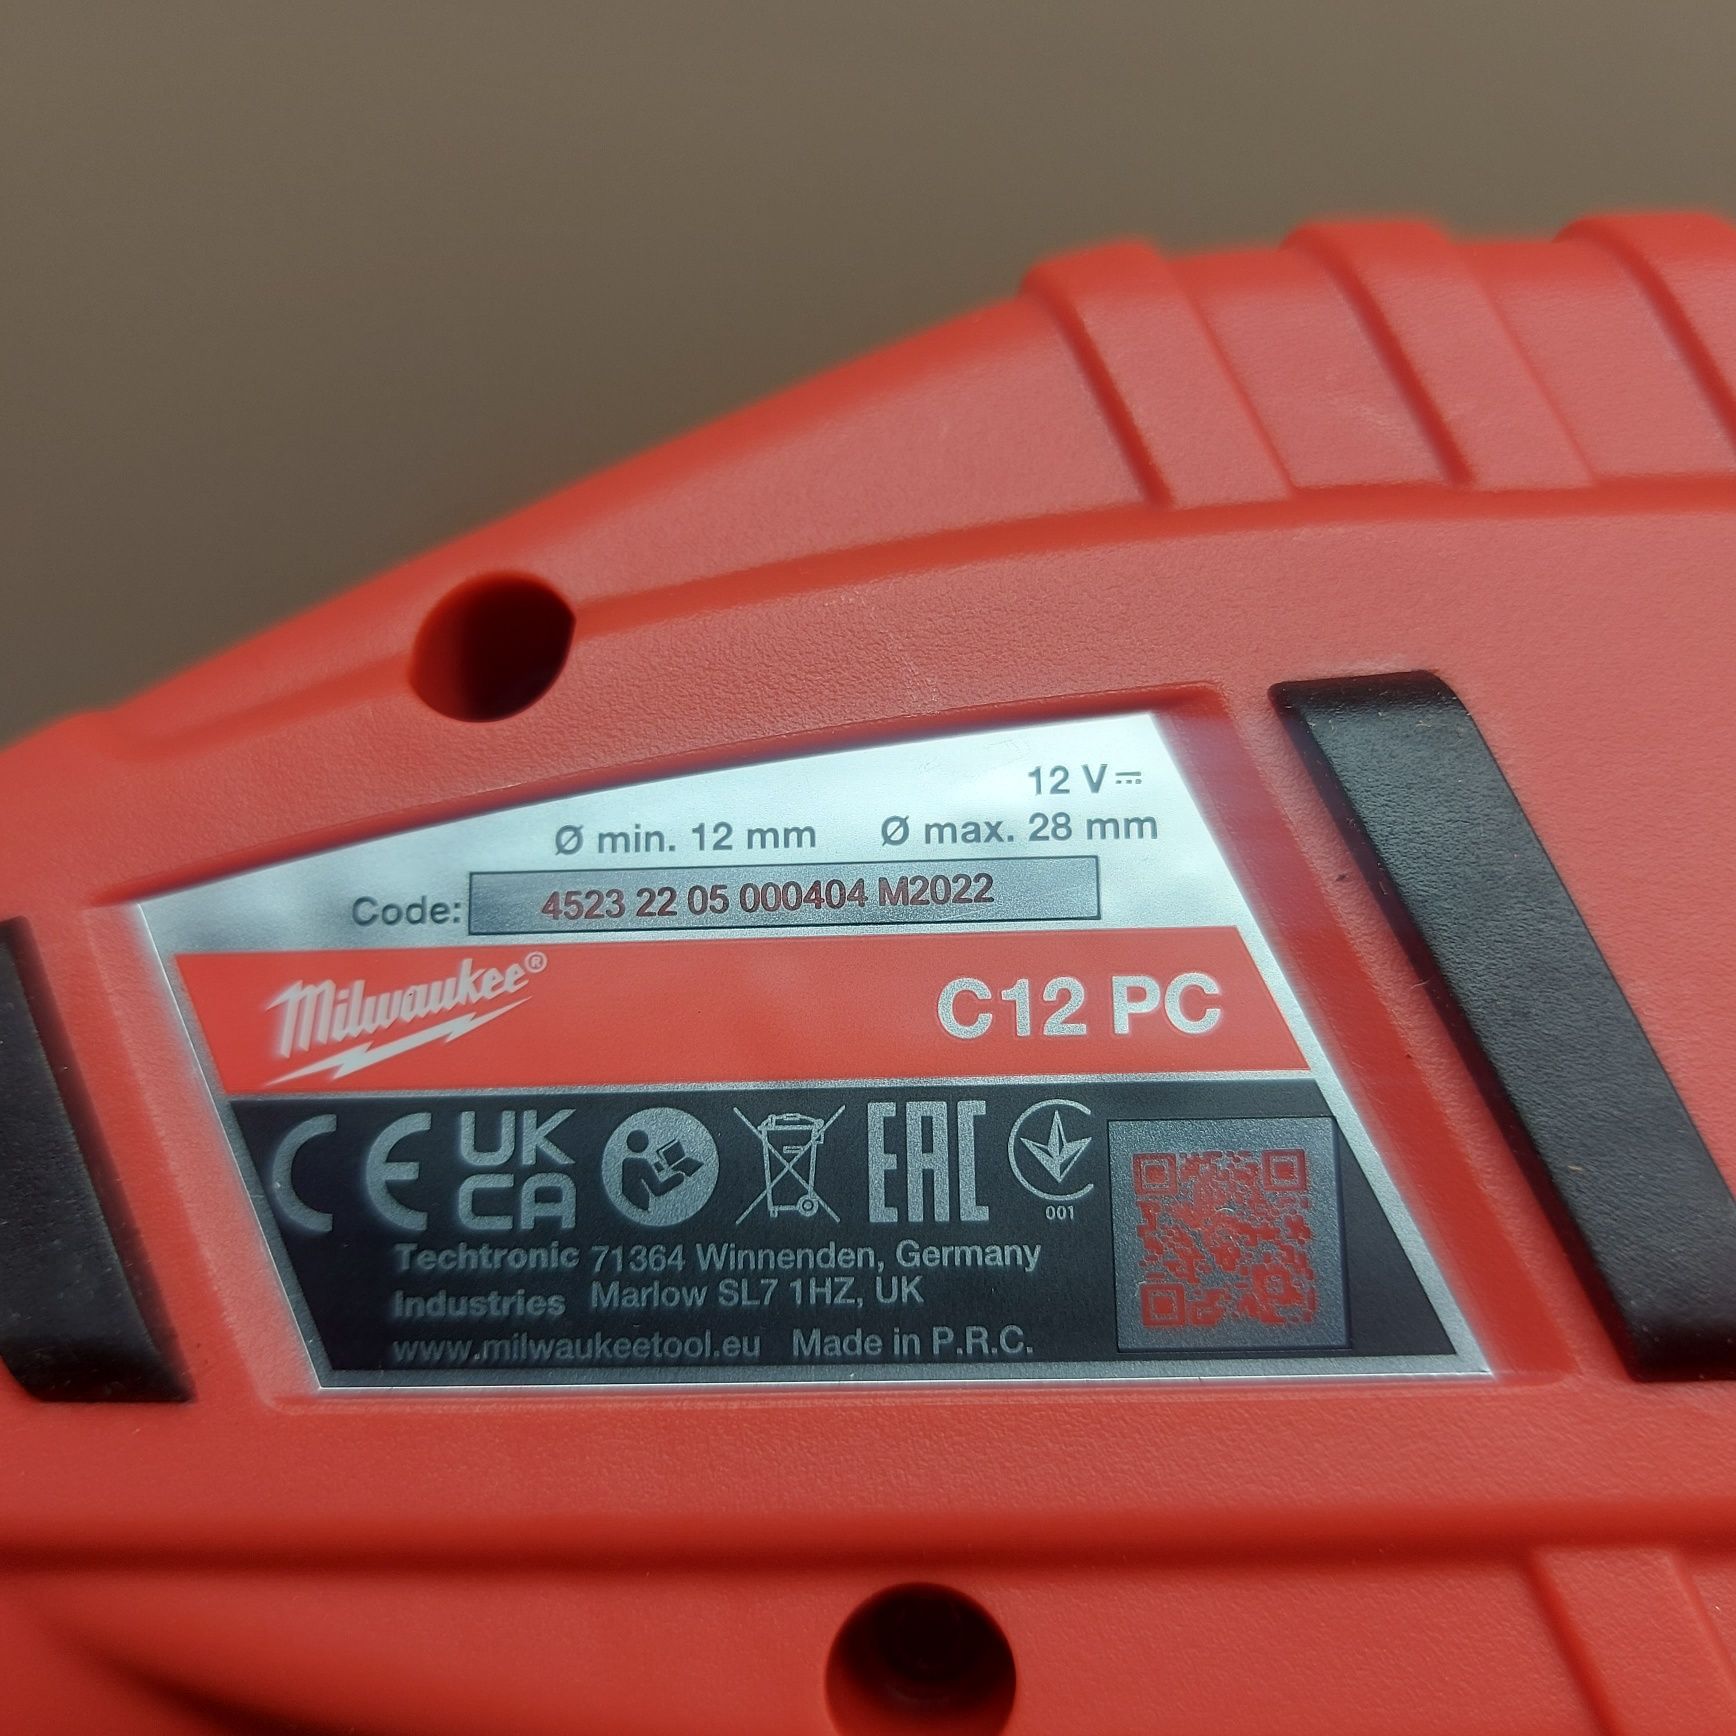 12 V
Ø min. 12 mm Ø max. 28 mm
Code: 4523 22 05 000404 M2022
Milwaukee®
C12 PC
CE UK CA EAC 001
Techtronic Industries
71364 Winnenden, Germany
Marlow SL7 1HZ, UK
www.milwaukeetool.eu Made in P.R.C.